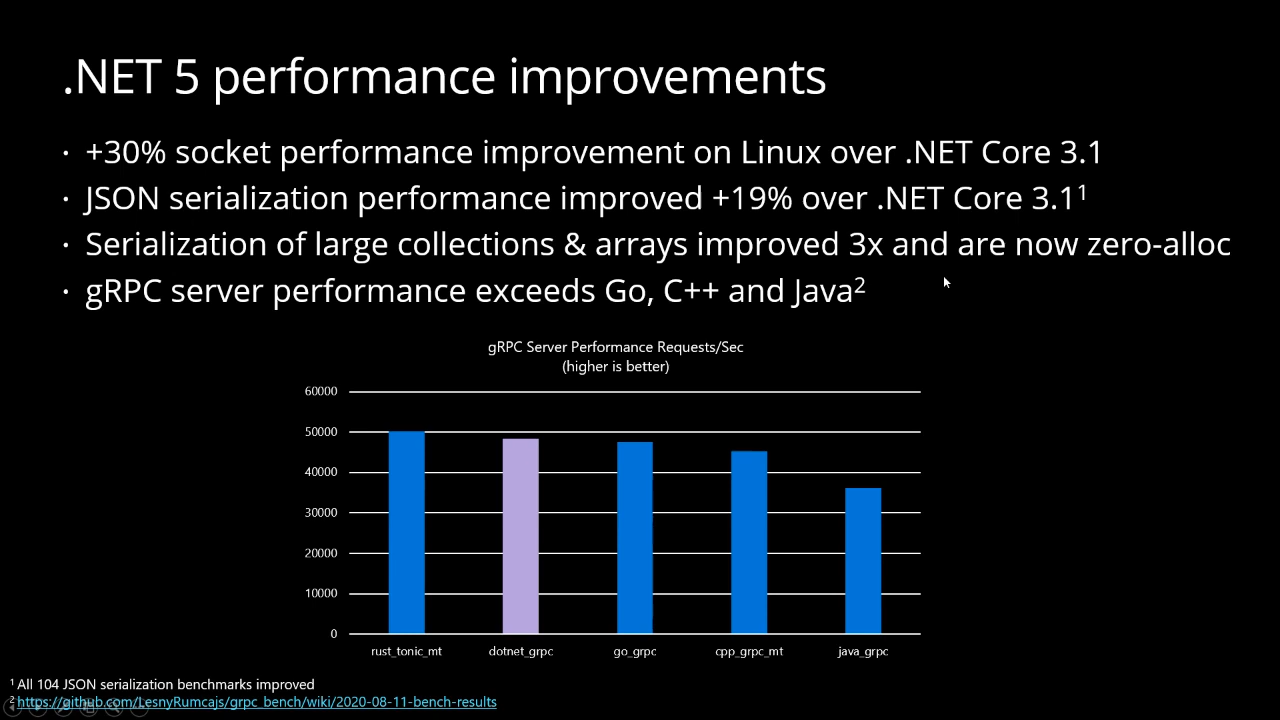 .NET 5 performance improvements
· +30% socket performance improvement on Linux over .NET Core 3.1
· JSON serialization performance improved +19% over .NET Core 3.1¹
· Serialization of large collections & arrays improved 3x and are now zero-alloc
· gRPC server performance exceeds Go, C++ and Java²
gRPC Server Performance Requests/Sec
(higher is better)
60000
50000
40000
30000
20000
10000
0
rust_tonic_mt dotnet_grpc go_grpc cpp_grpc_mt java_grpc
¹ All 104 JSON serialization benchmarks improved
² https://github.com/LesnyRumcajs/grpc_bench/wiki/2020-08-11-bench-results